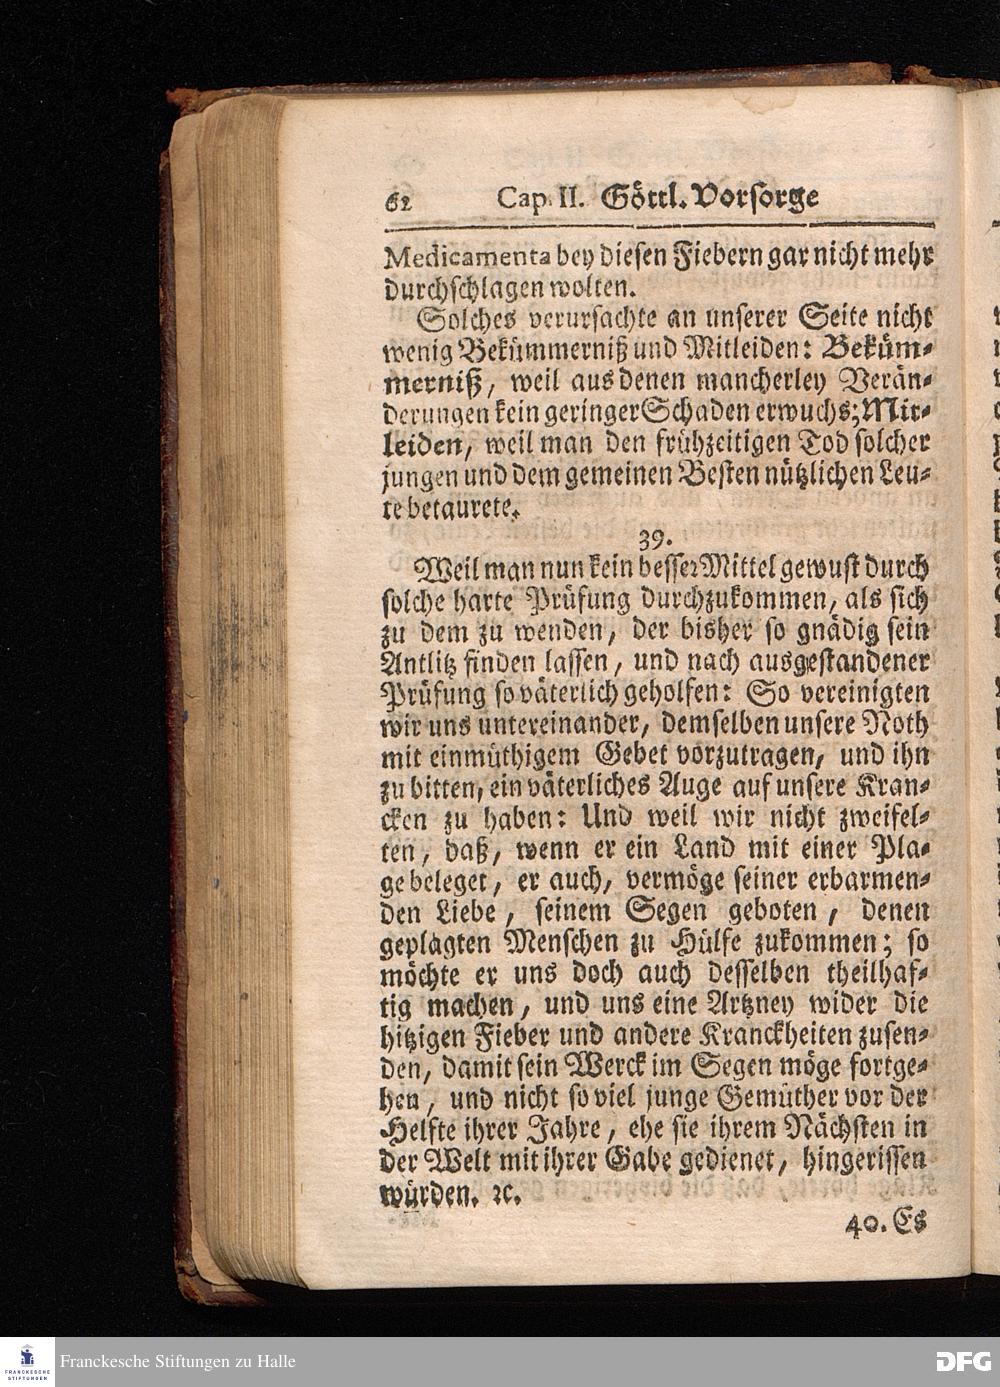 62 Cap. II. Göttl. Vorsorge
Medicamenta bey diesen Fiebern gar nicht mehr
durchschlagen wolten.
Solches verursachte an unserer Seite nicht
wenig Bekümmerniß und Mitleiden: Beküm-
merniß, weil aus denen mancherley Verän-
derungen kein geringer Schaden erwuchs; Mit-
leiden, weil man den frühzeitigen Tod solcher
jungen und dem gemeinen Besten nützlichen Leu-
te betaurete.
39.
Weil man nun kein besser Mittel gewust durch
solche harte Prüfung durchzukommen, als sich
zu dem zu wenden, der bisher so gnädig sein
Antlitz finden lassen, und nach ausgestandener
Prüfung so väterlich geholfen: So vereinigten
wir uns untereinander, demselben unsere Noth
mit einmüthigem Gebet vorzutragen, und ihn
zu bitten, ein väterliches Auge auf unsere Kran-
cken zu haben: Und weil wir nicht zweifel-
ten, daß, wenn er ein Land mit einer Pla-
ge beleget, er auch, vermöge seiner erbarmen-
den Liebe, seinem Segen geboten, denen
geplagten Menschen zu Hülfe zukommen; so
möchte er uns doch auch desselben theilhaf-
tig machen, und uns eine Artzney wider die
hitzigen Fieber und andere Kranckheiten zusen-
den, damit sein Werck im Segen möge fortge-
hen, und nicht so viel junge Gemüther vor der
Helfte ihrer Jahre, ehe sie ihrem Nächsten in
der Welt mit ihrer Gabe gedienet, hingerissen
würden. ꝛc.
40. Es
FRANCKESCHE
STIFTUNGEN
Franckesche Stiftungen zu Halle
DFG